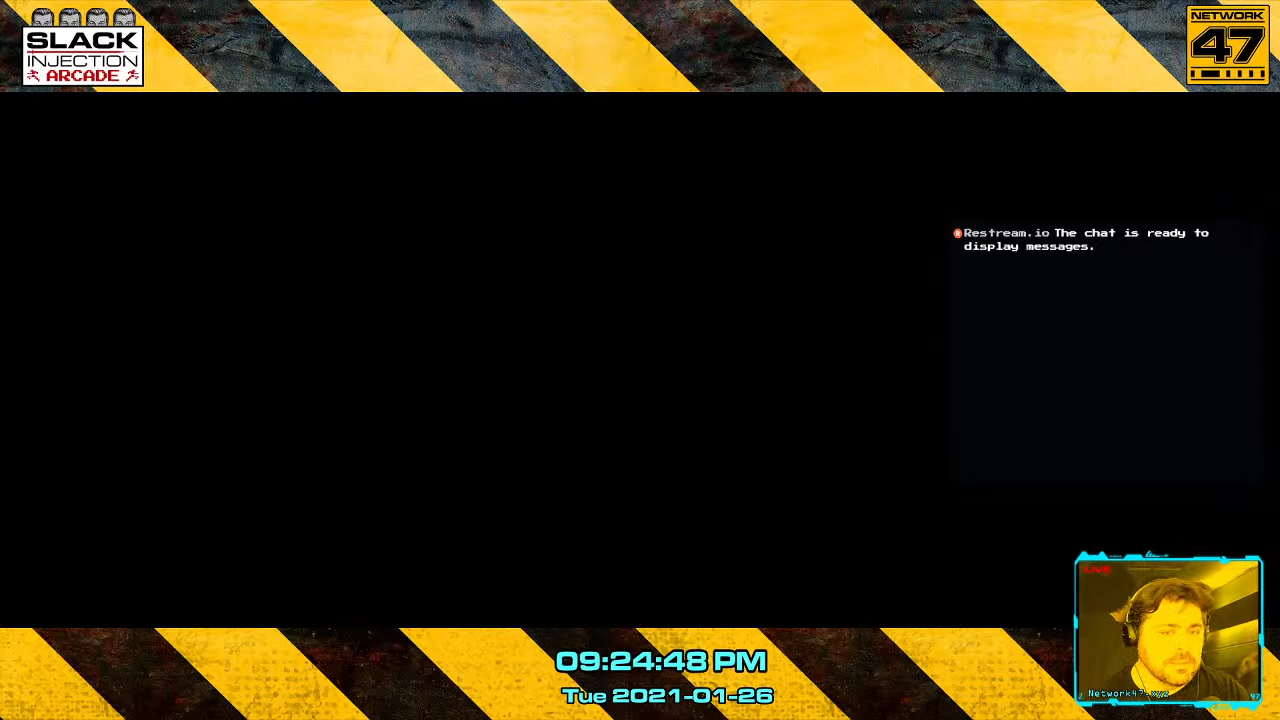 SLACK
INJECTION
ARCADE
NETWORK
47
Restream.io The chat is ready to
display messages.
LIVE
Network47.xyz
47
09:24:48 PM
Tue 2021-01-26